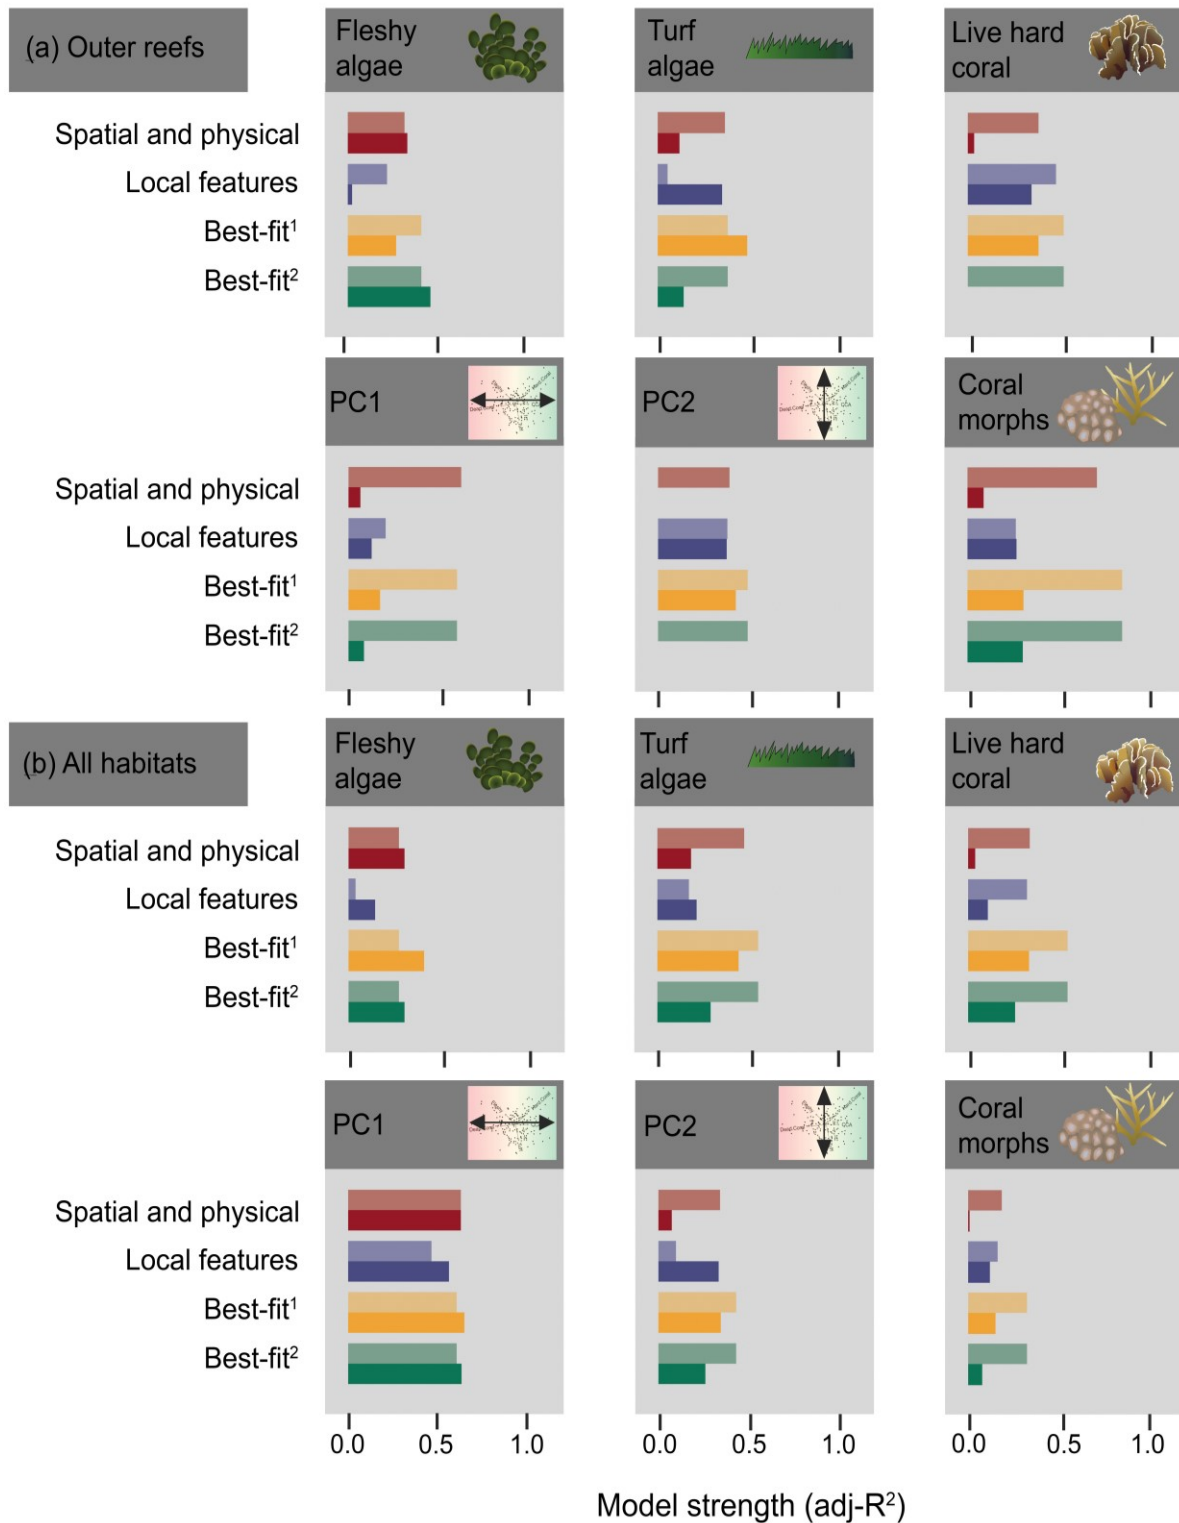 (a) Outer reefs
Fleshy
algae
Turf
algae
Live hard
coral
Spatial and physical
Local features
Best-fit¹
Best-fit²
PC1
PC2
Coral
morphs
Spatial and physical
Local features
Best-fit¹
Best-fit²
(b) All habitats
Fleshy
algae
Turf
algae
Live hard
coral
Spatial and physical
Local features
Best-fit¹
Best-fit²
PC1
PC2
Coral
morphs
Spatial and physical
Local features
Best-fit¹
Best-fit²
0.0 0.5 1.0
0.0 0.5 1.0
0.0 0.5 1.0
Model strength (adj-R²)